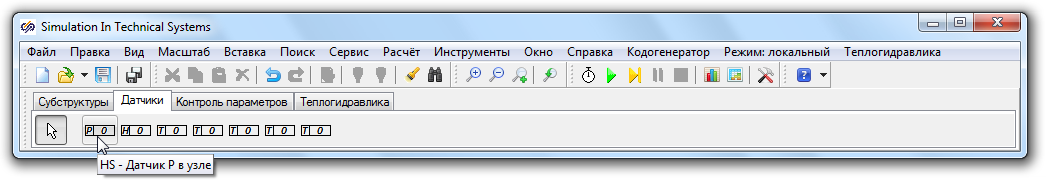 Simulation In Technical Systems
Файл Правка Вид Масштаб Вставка Поиск Сервис Расчёт Инструменты Окно Справка Кодогенератор Режим: локальный Теплогидравлика
Субструктуры Датчики Контроль параметров Теплогидравлика
P 0 H 0 T 0 T 0 T 0 T 0 T 0
HS - Датчик P в узле